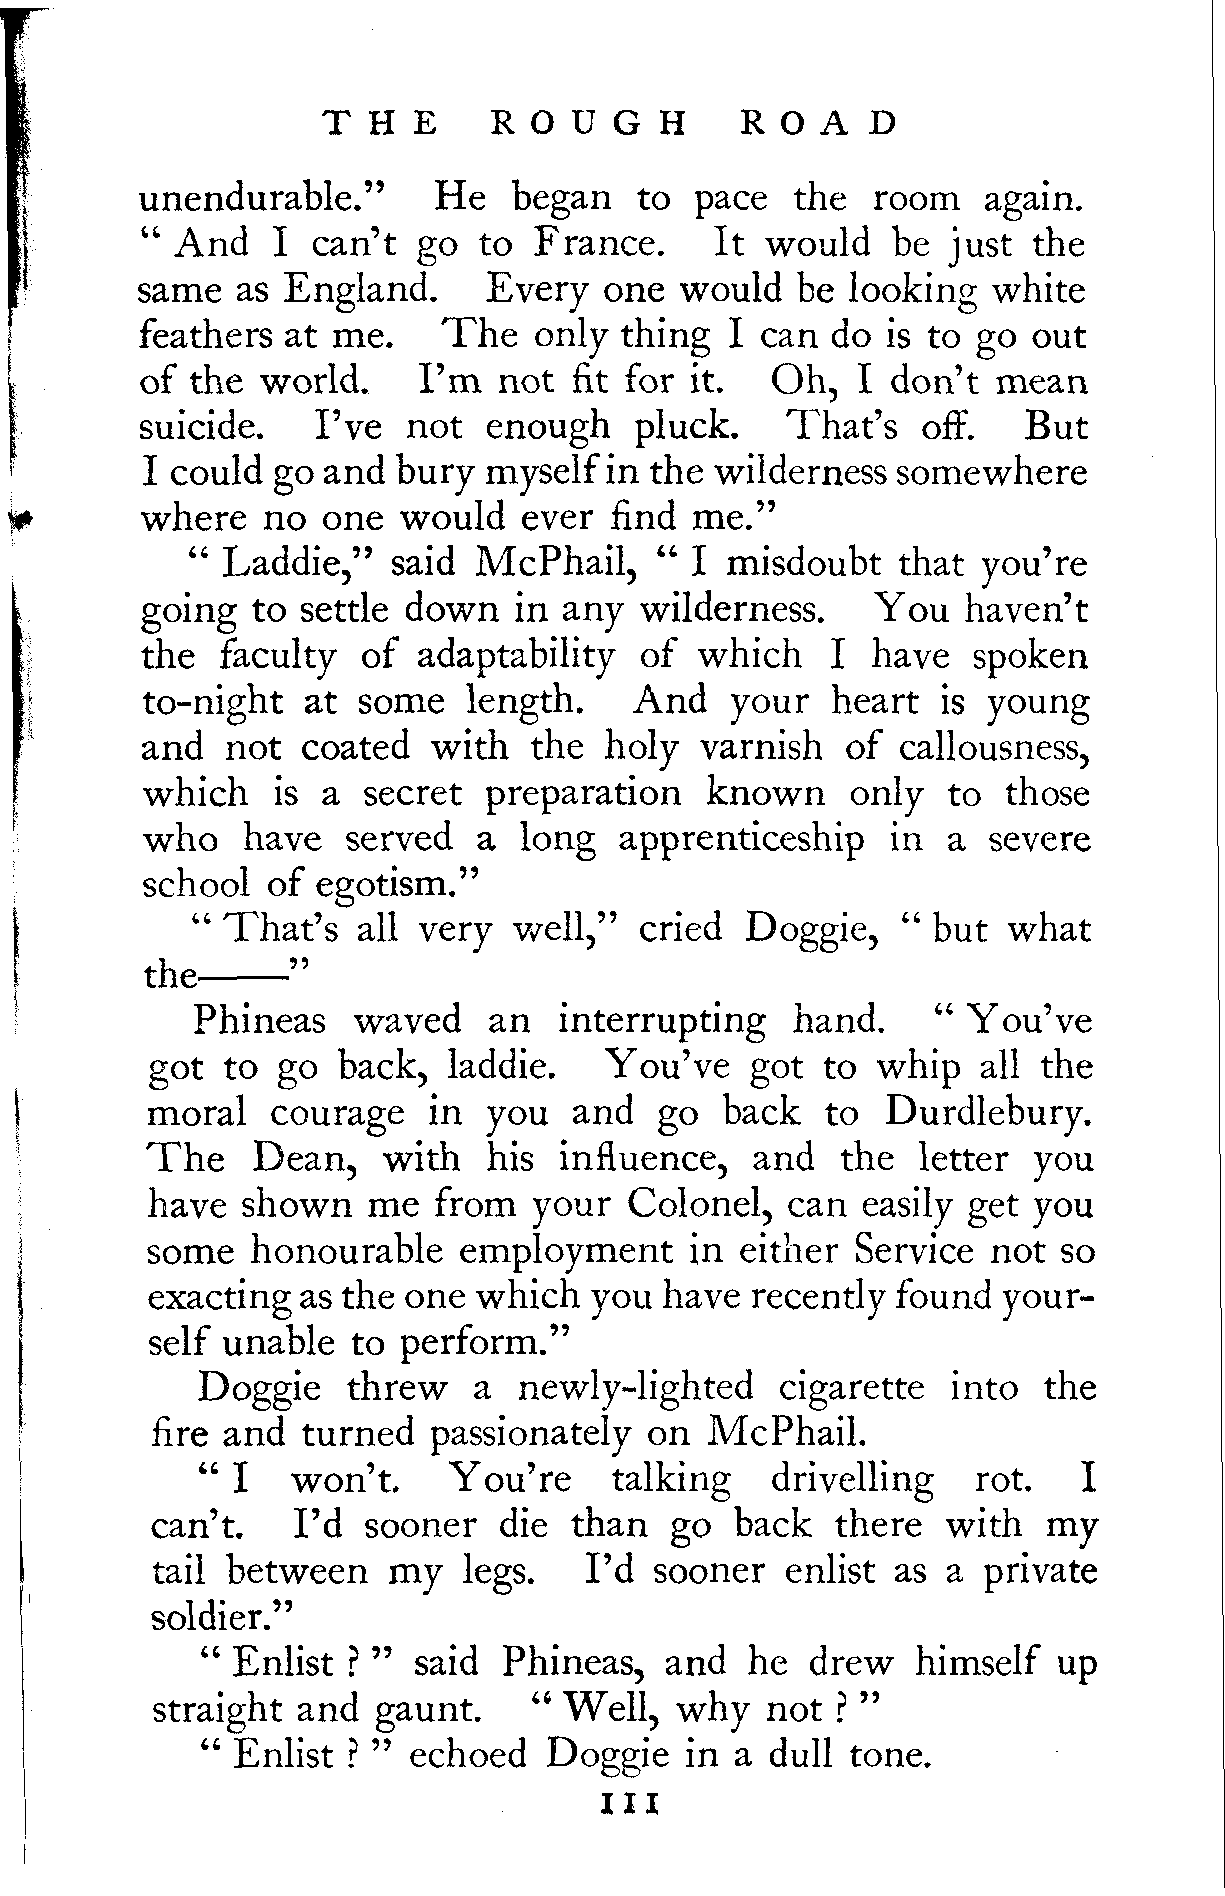 THE ROUGH ROAD
unendurable.” He began to pace the room again.
“ And I can’t go to France. It would be just the
same as England. Every one would be looking white
feathers at me. The only thing I can do is to go out
of the world. I’m not fit for it. Oh, I don’t mean
suicide. I’ve not enough pluck. That’s off. But
I could go and bury myself in the wilderness somewhere
where no one would ever find me.”
“ Laddie,” said McPhail, “ I misdoubt that you’re
going to settle down in any wilderness. You haven’t
the faculty of adaptability of which I have spoken
to-night at some length. And your heart is young
and not coated with the holy varnish of callousness,
which is a secret preparation known only to those
who have served a long apprenticeship in a severe
school of egotism.”
“ That’s all very well,” cried Doggie, “ but what
the——”
Phineas waved an interrupting hand. “ You’ve
got to go back, laddie. You’ve got to whip all the
moral courage in you and go back to Durdlebury.
The Dean, with his influence, and the letter you
have shown me from your Colonel, can easily get you
some honourable employment in either Service not so
exacting as the one which you have recently found your-
self unable to perform.”
Doggie threw a newly-lighted cigarette into the
fire and turned passionately on McPhail.
“ I won’t. You’re talking drivelling rot. I
can’t. I’d sooner die than go back there with my
tail between my legs. I’d sooner enlist as a private
soldier.”
“ Enlist ? ” said Phineas, and he drew himself up
straight and gaunt. “ Well, why not ? ”
“ Enlist ? ” echoed Doggie in a dull tone.
111